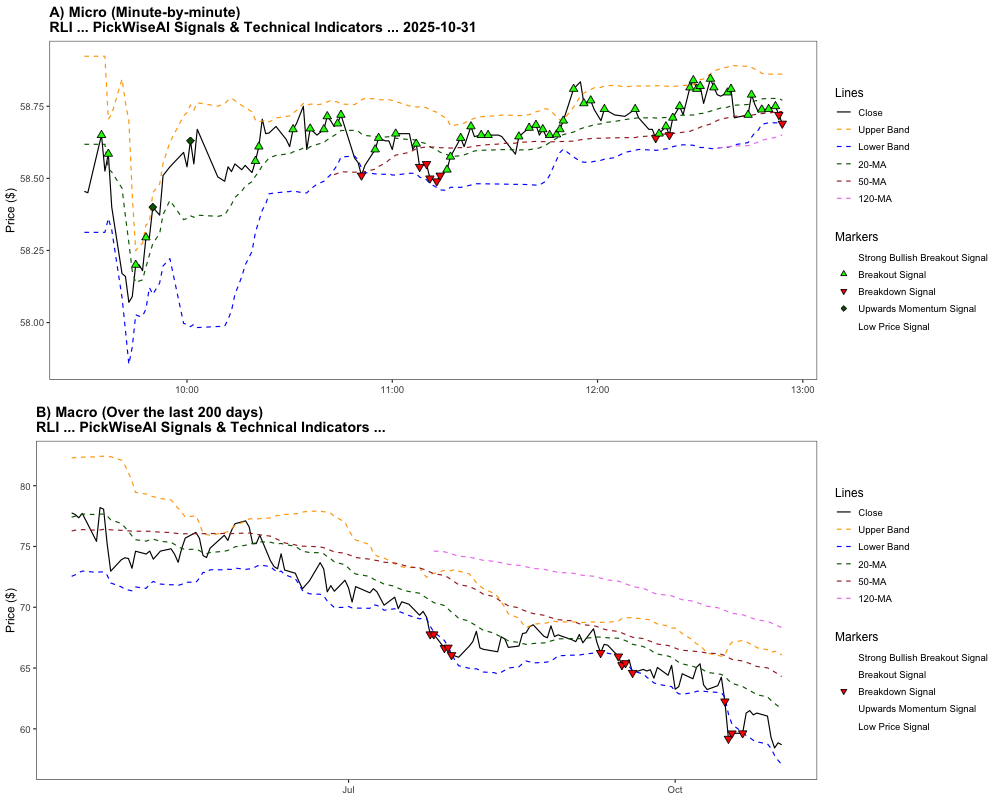 A) Micro (Minute-by-minute)
RLI ... PickWiseAI Signals & Technical Indicators ... 2025-10-31
Price ($)
58.75
58.50
58.25
58.00
10:00
11:00
12:00
13:00
Lines
Close
Upper Band
Lower Band
20-MA
50-MA
120-MA
Markers
Strong Bullish Breakout Signal
Breakout Signal
Breakdown Signal
Upwards Momentum Signal
Low Price Signal
B) Macro (Over the last 200 days)
RLI ... PickWiseAI Signals & Technical Indicators ...
Price ($)
80
75
70
65
60
Jul
Oct
Lines
Close
Upper Band
Lower Band
20-MA
50-MA
120-MA
Markers
Strong Bullish Breakout Signal
Breakout Signal
Breakdown Signal
Upwards Momentum Signal
Low Price Signal